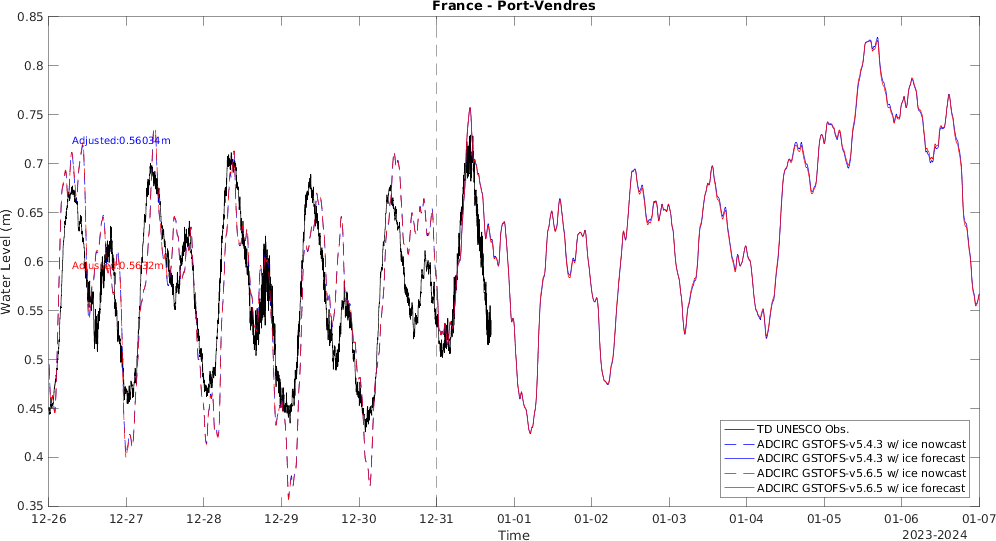 France - Port-Vendres
0.85
0.8
0.75
0.7
0.65
0.6
0.55
0.5
0.45
0.4
0.35
Water Level (m)
Adjusted:0.56034m
Adjusted:0.5632m
TD UNESCO Obs.
ADCIRC GSTOFS-v5.4.3 w/ ice nowcast
ADCIRC GSTOFS-v5.4.3 w/ ice forecast
ADCIRC GSTOFS-v5.6.5 w/ ice nowcast
ADCIRC GSTOFS-v5.6.5 w/ ice forecast
12-26 12-27 12-28 12-29 12-30 12-31 01-01 01-02 01-03 01-04 01-05 01-06 01-07
Time
2023-2024